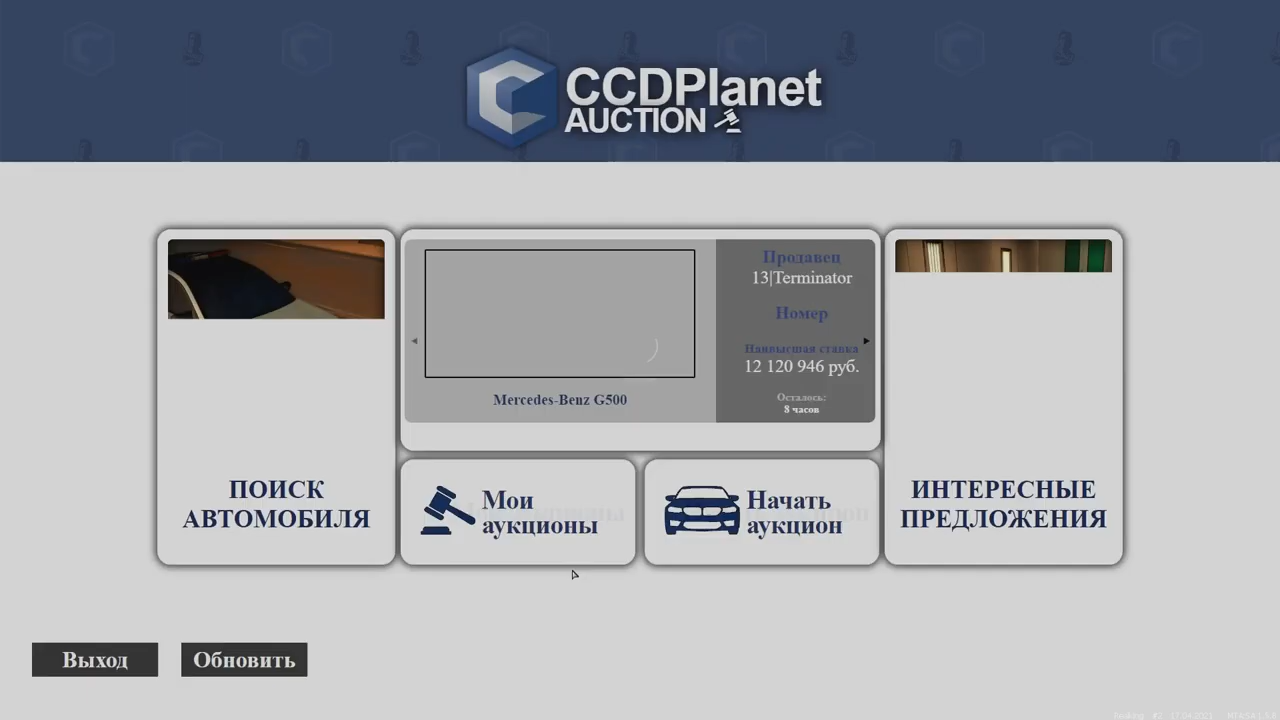 CCDPlanet
AUCTION
Продавец
13|Terminator
Номер
Наивысшая ставка
12 120 946 руб.
Осталось:
8 часов
Mercedes-Benz G500
ПОИСК
АВТОМОБИЛЯ
Мои
аукционы
Начать
аукцион
ИНТЕРЕСНЫЕ
ПРЕДЛОЖЕНИЯ
Выход
Обновить